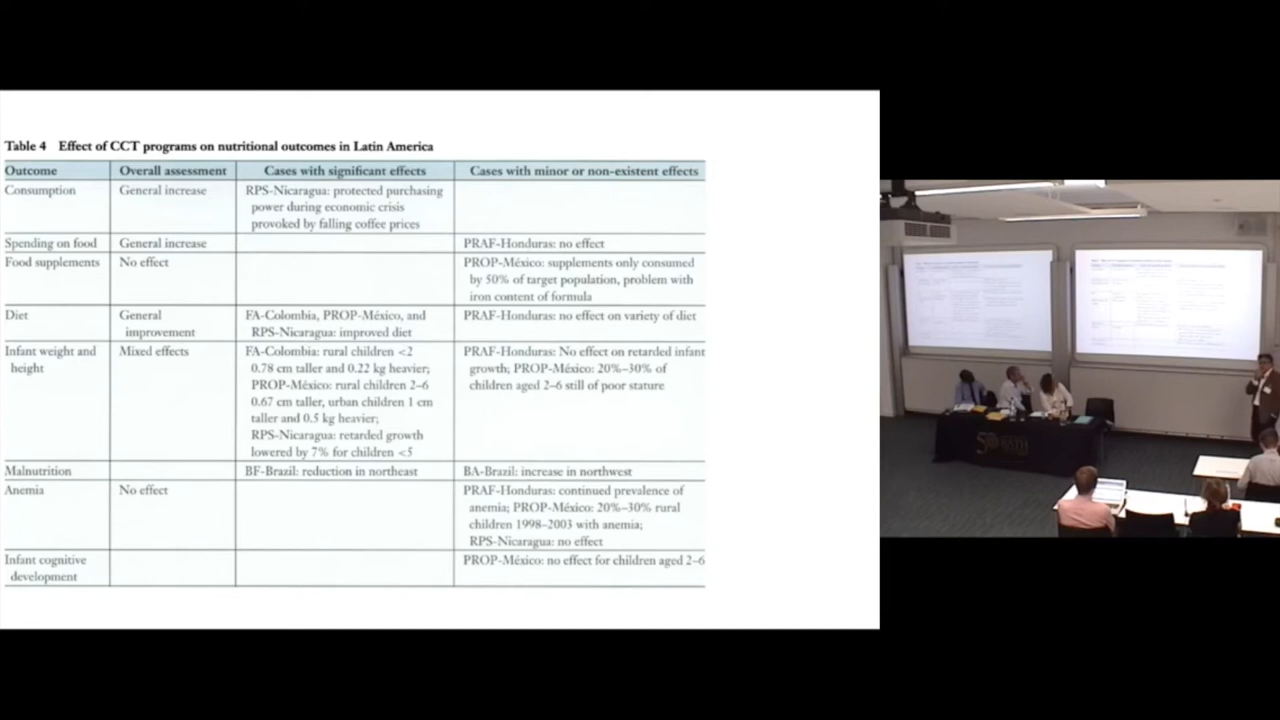 Table 4 Effect of CCT programs on nutritional outcomes in Latin America
Outcome Overall assessment Cases with significant effects Cases with minor or non-existent effects
Consumption General increase RPS-Nicaragua: protected purchasing
power during economic crisis
provoked by falling coffee prices
Spending on food General increase PRAF-Honduras: no effect
Food supplements No effect PROP-México: supplements only consumed
by 50% of target population, problem with
iron content of formula
Diet General FA-Colombia, PROP-México, and PRAF-Honduras: no effect on variety of diet
improvement RPS-Nicaragua: improved diet
Infant weight and Mixed effects FA-Colombia: rural children <2 PRAF-Honduras: No effect on retarded infant
height 0.78 cm taller and 0.22 kg heavier; growth; PROP-México: 20%–30% of
PROP-México: rural children 2–6 children aged 2–6 still of poor stature
0.67 cm taller, urban children 1 cm
taller and 0.5 kg heavier;
RPS-Nicaragua: retarded growth
lowered by 7% for children <5
Malnutrition BF-Brazil: reduction in northeast BA-Brazil: increase in northwest
Anemia No effect PRAF-Honduras: continued prevalence of
anemia; PROP-México: 20%–30% rural
children 1998–2003 with anemia;
RPS-Nicaragua: no effect
Infant cognitive PROP-México: no effect for children aged 2–6
development
BATH